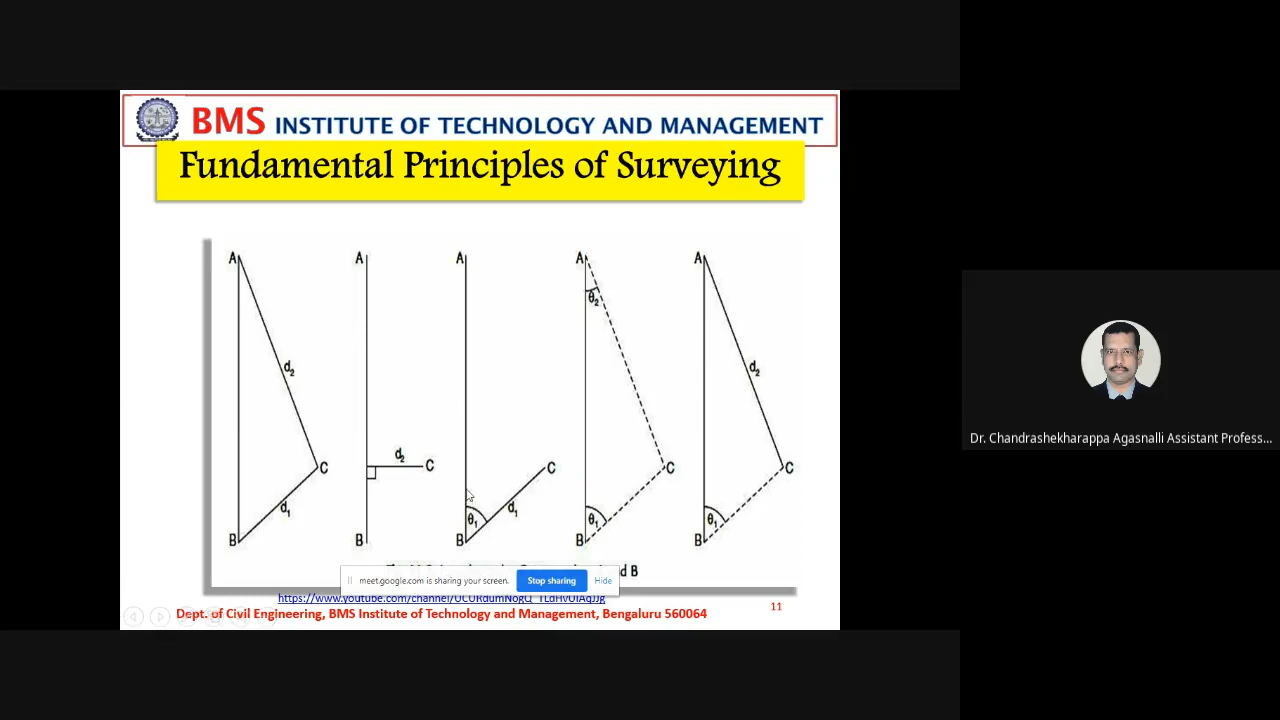 BMS INSTITUTE OF TECHNOLOGY AND MANAGEMENT
Fundamental Principles of Surveying
A A A A A
θ2
d2 d2
d2
C C C C C
d1 θ1 d1 θ1 θ1
B B B B B
B
meet.google.com is sharing your screen. Stop sharing Hide
11
Dept. of Civil Engineering, BMS Institute of Technology and Management, Bengaluru 560064
Dr. Chandrashekharappa Agasnalli Assistant Profess...